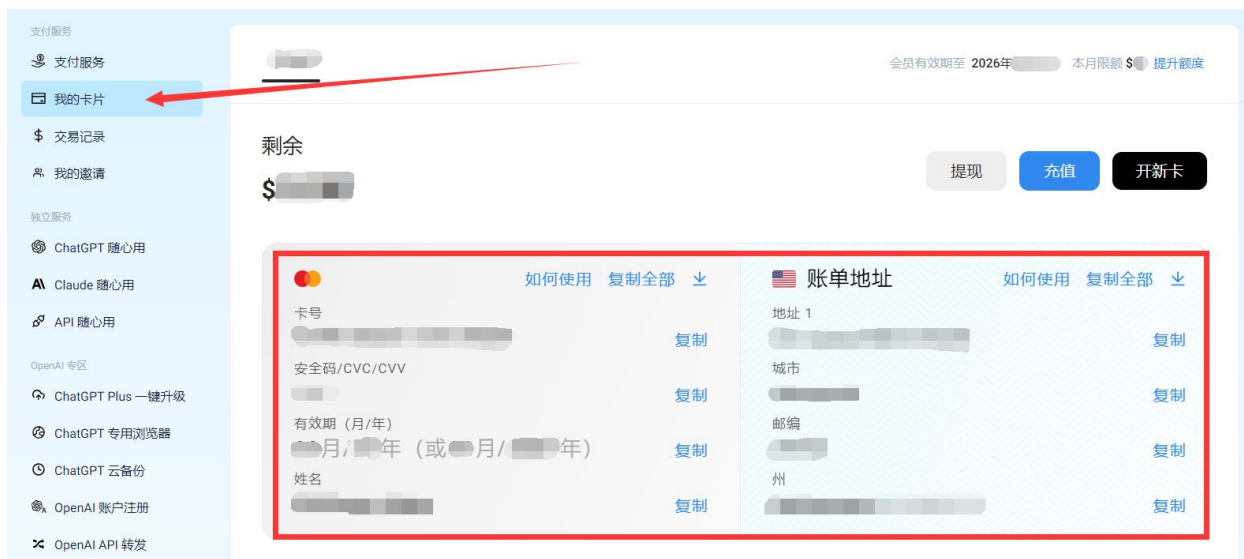 支付服务
支付服务
我的卡片
交易记录
我的邀请
独立服务
ChatGPT 随心用
Claude 随心用
API 随心用
OpenAI 专区
ChatGPT Plus 一键升级
ChatGPT 专用浏览器
ChatGPT 云备份
OpenAI 账户注册
OpenAI API 转发
会员有效期至 2026年 本月限额 $ 提升额度
剩余
$
提现 充值 开新卡
如何使用 复制全部
卡号
复制
安全码/CVC/CVV
复制
有效期（月/年）
月/ 年（或 月/ 年）
复制
姓名
复制
账单地址 如何使用 复制全部
地址 1
复制
城市
复制
邮编
复制
州
复制